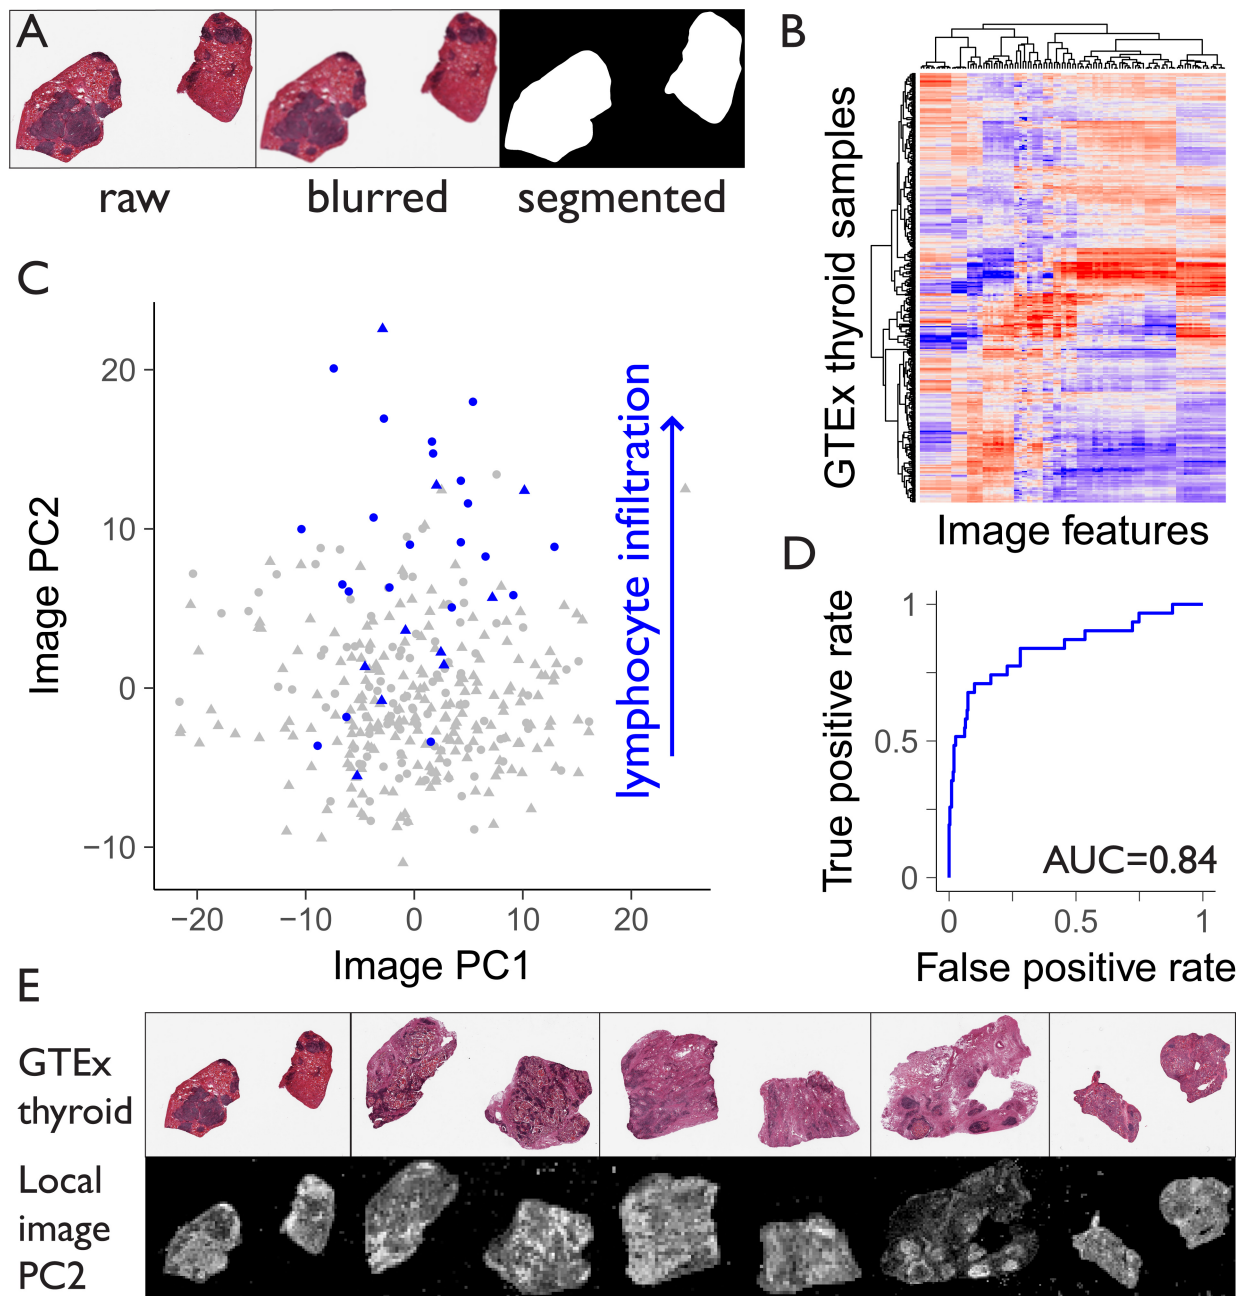 A
raw
blurred
segmented
B
GTEx thyroid samples
Image features
C
20
10
0
−10
Image PC2
−20
−10
0
10
20
Image PC1
lymphocyte infiltration
D
1
0.5
0
True positive rate
AUC=0.84
0
0.5
1
False positive rate
E
GTEx
thyroid
Local
image
PC2